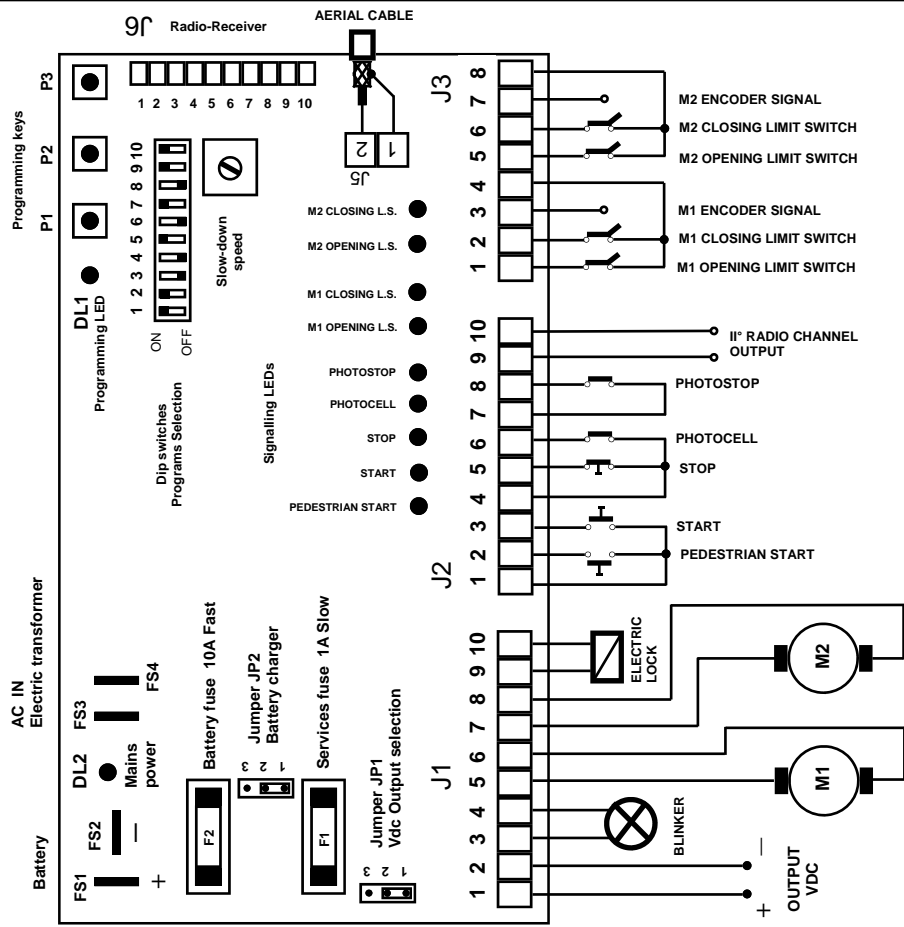 J6
Radio-Receiver
AERIAL CABLE
1 2 3 4 5 6 7 8 9 10
Programming keys
P1
P2
P3
DL1
Programming LED
1 2 3 4 5 6 7 8 9 10
ON
OFF
Dip switches
Programs Selection
Slow-down
speed
J5
2
1
Signalling LEDs
M2 CLOSING L.S.
M2 OPENING L.S.
M1 CLOSING L.S.
M1 OPENING L.S.
PHOTOSTOP
PHOTOCELL
STOP
START
PEDESTRIAN START
J3
8
7
6
5
4
3
2
1
M2 ENCODER SIGNAL
M2 CLOSING LIMIT SWITCH
M2 OPENING LIMIT SWITCH
M1 ENCODER SIGNAL
M1 CLOSING LIMIT SWITCH
M1 OPENING LIMIT SWITCH
J2
10
9
8
7
6
5
4
3
2
1
II° RADIO CHANNEL
OUTPUT
PHOTOSTOP
PHOTOCELL
STOP
START
PEDESTRIAN START
AC IN
Electric transformer
FS3
FS4
DL2
Mains
power
Battery
FS1
+
FS2
–
Battery fuse 10A Fast
F2
Jumper JP2
Battery charger
1 2 3
Services fuse 1A Slow
F1
Jumper JP1
Vdc Output selection
1 2 3
J1
10
9
8
7
6
5
4
3
2
1
ELECTRIC
LOCK
M2
M1
BLINKER
+
–
OUTPUT
VDC